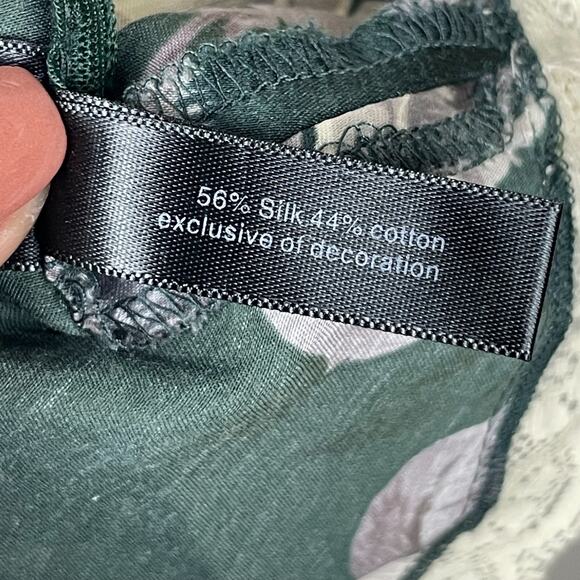 56% Silk 44% cotton
exclusive of decoration